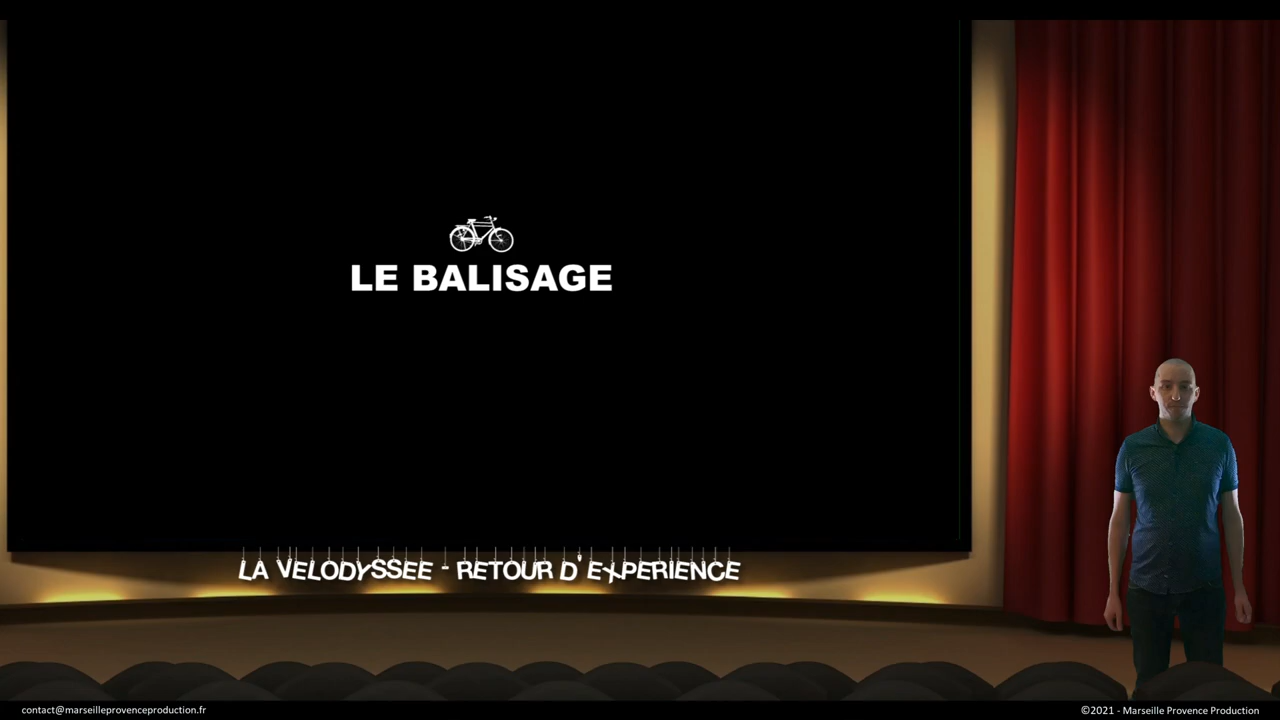 LE BALISAGE
LA VELODYSSEE - RETOUR D'EXPERIENCE
contact@marseilleprovenceproduction.fr
©2021 - Marseille Provence Production